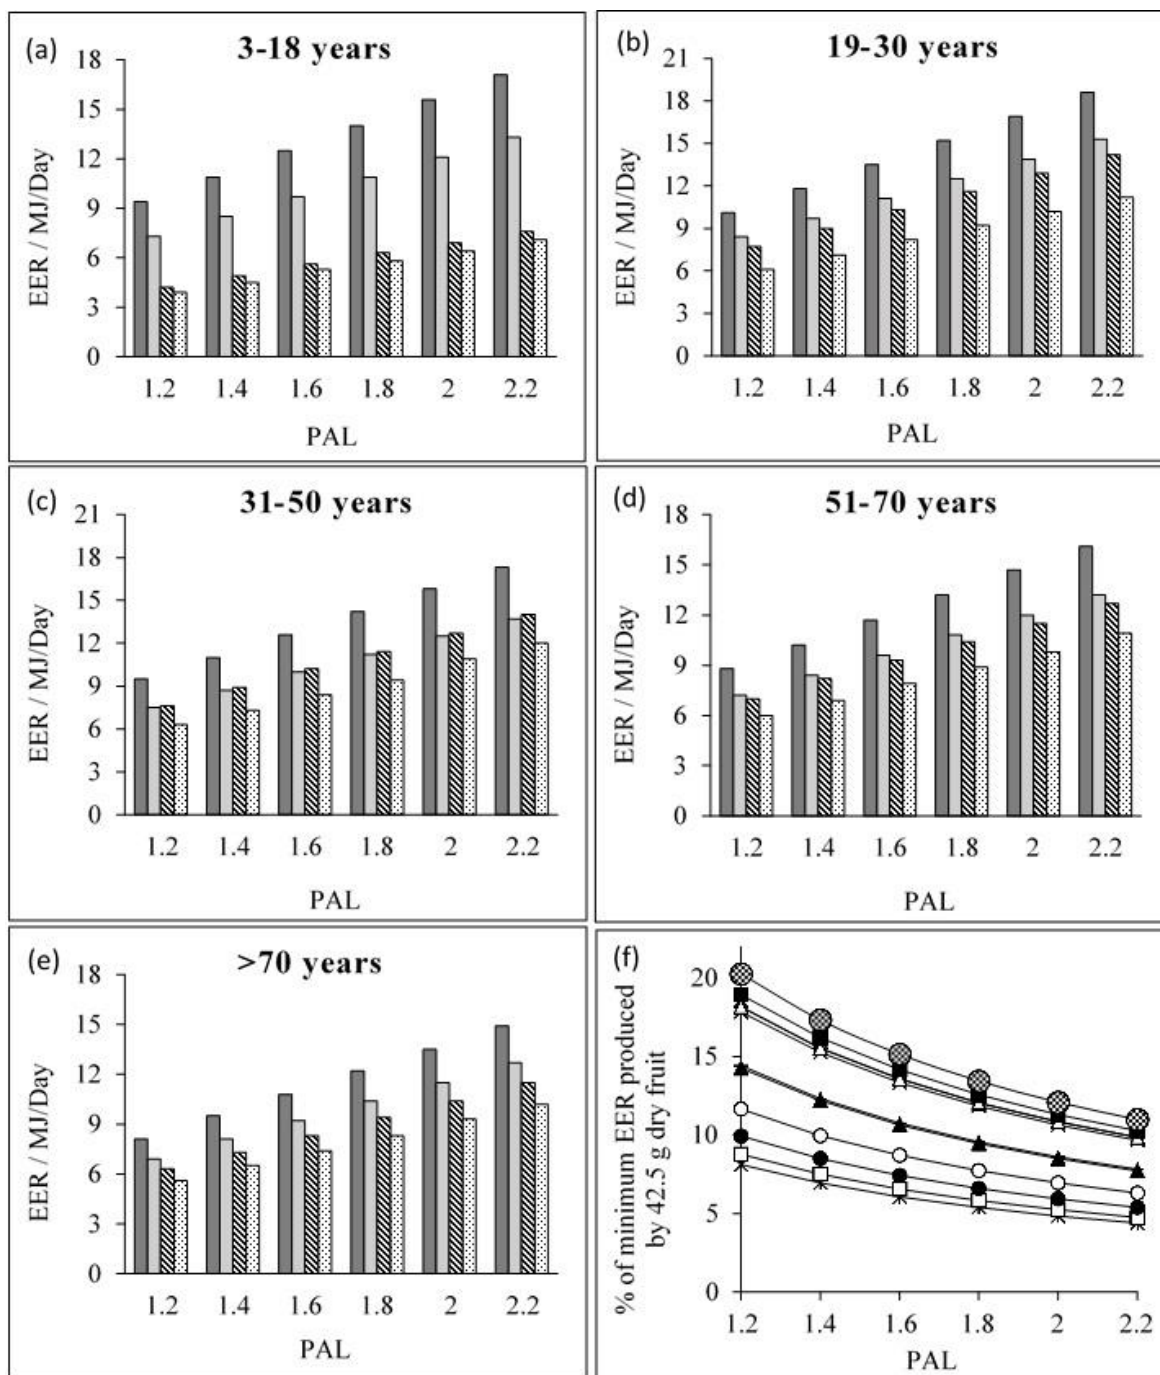 (a) 3-18 years
18
15
12
9
6
3
0
EER / MJ/Day
1.2 1.4 1.6 1.8 2 2.2
PAL
(b) 19-30 years
21
18
15
12
9
6
3
0
EER / MJ/Day
1.2 1.4 1.6 1.8 2 2.2
PAL
(c) 31-50 years
21
18
15
12
9
6
3
0
EER / MJ/Day
1.2 1.4 1.6 1.8 2 2.2
PAL
(d) 51-70 years
18
15
12
9
6
3
0
EER / MJ/Day
1.2 1.4 1.6 1.8 2 2.2
PAL
(e) >70 years
18
15
12
9
6
3
0
EER / MJ/Day
1.2 1.4 1.6 1.8 2 2.2
PAL
(f)
20
15
10
5
0
% of minimum EER produced
by 42.5 g dry fruit
1.2 1.4 1.6 1.8 2 2.2
PAL